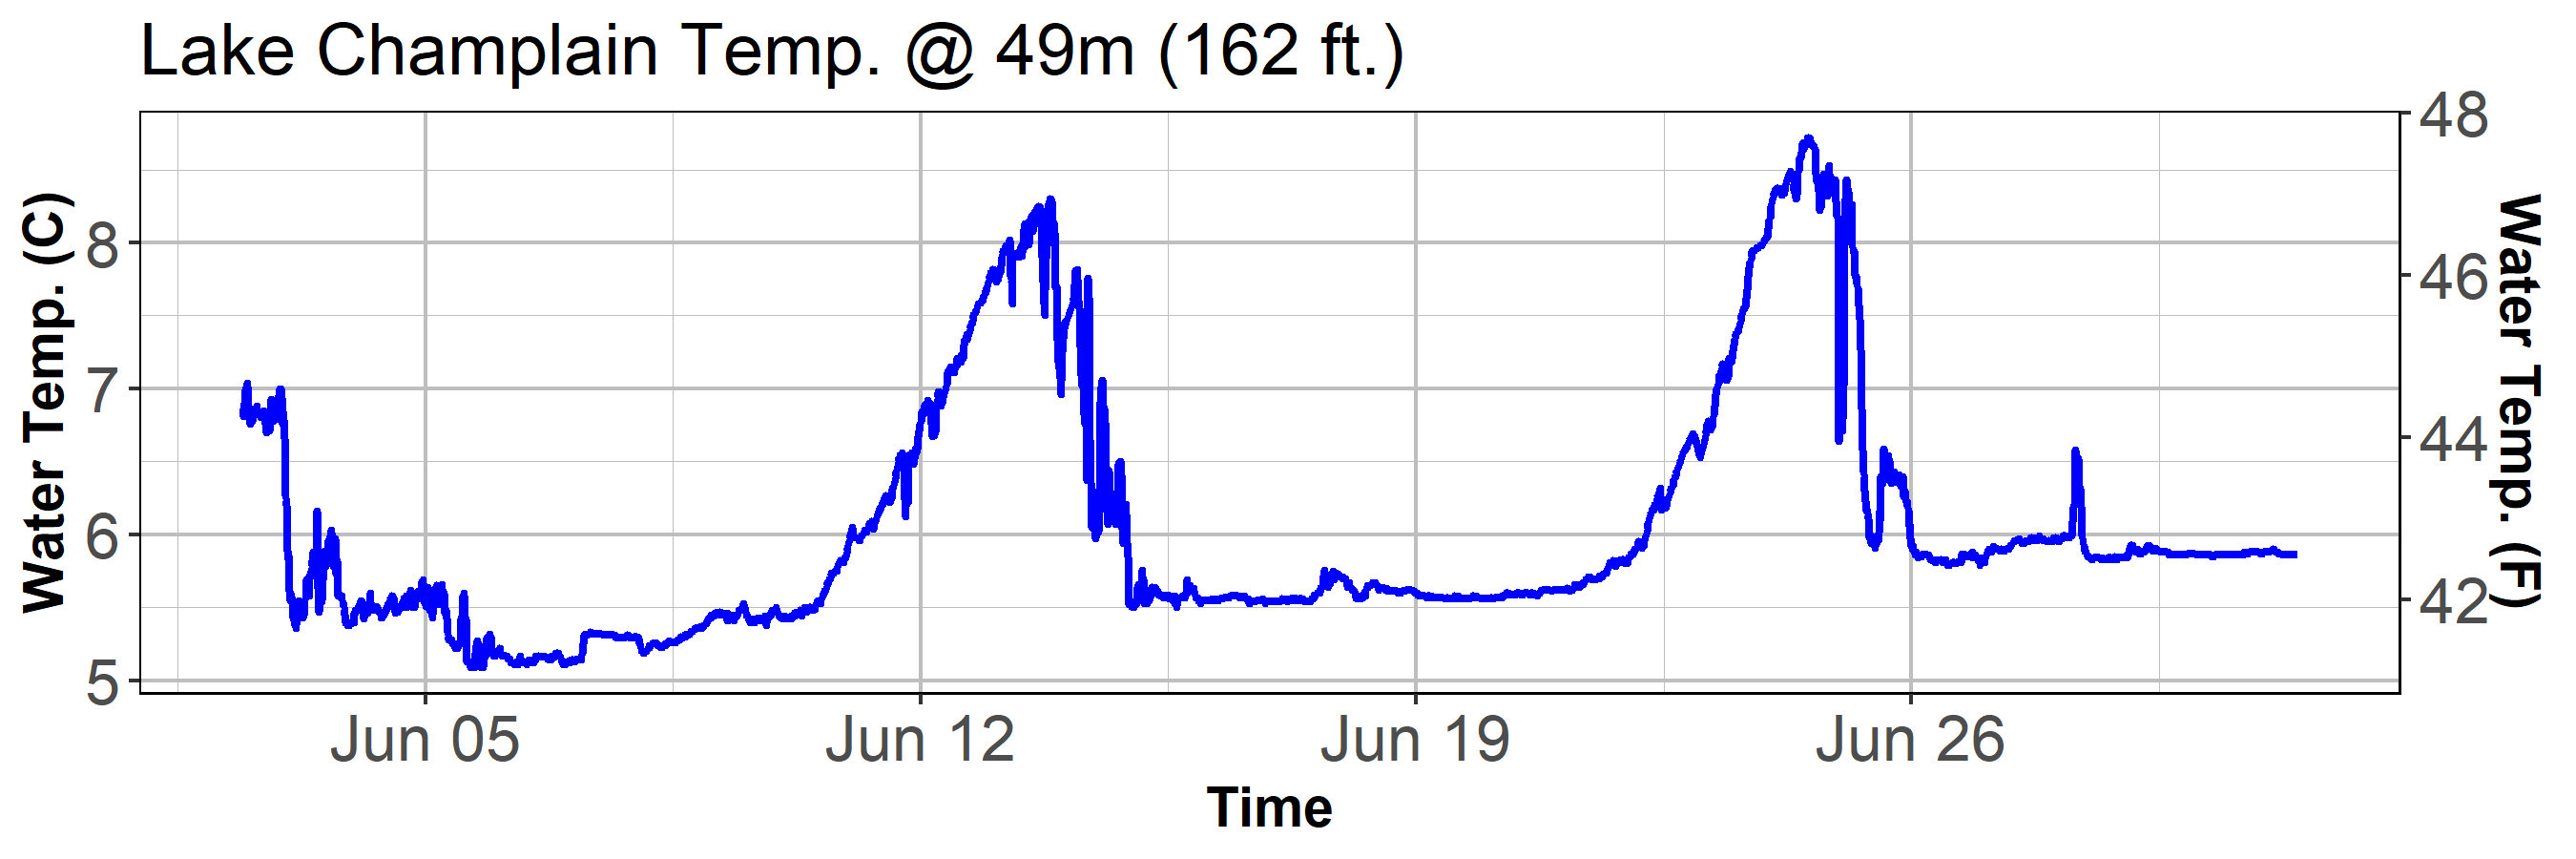 Lake Champlain Temp. @ 49m (162 ft.)
Water Temp. (C)
8
7
6
5
48
46
44
42
Water Temp. (F)
Jun 05 Jun 12 Jun 19 Jun 26
Time